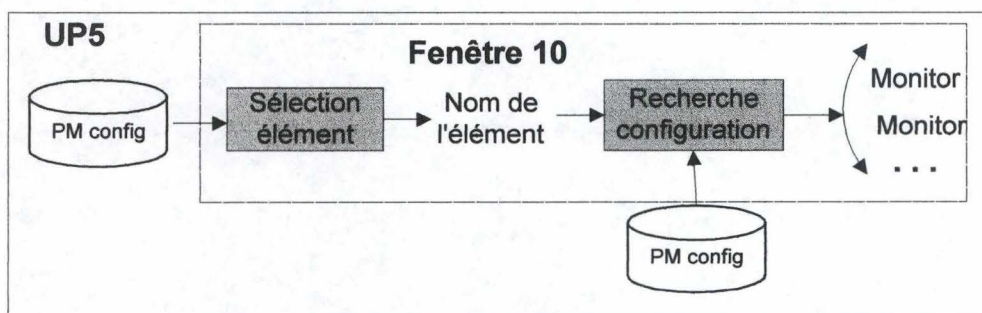 UP5
Fenêtre 10
PM config
Sélection
élément
Nom de
l'élément
Recherche
configuration
Monitor
Monitor
...
PM config